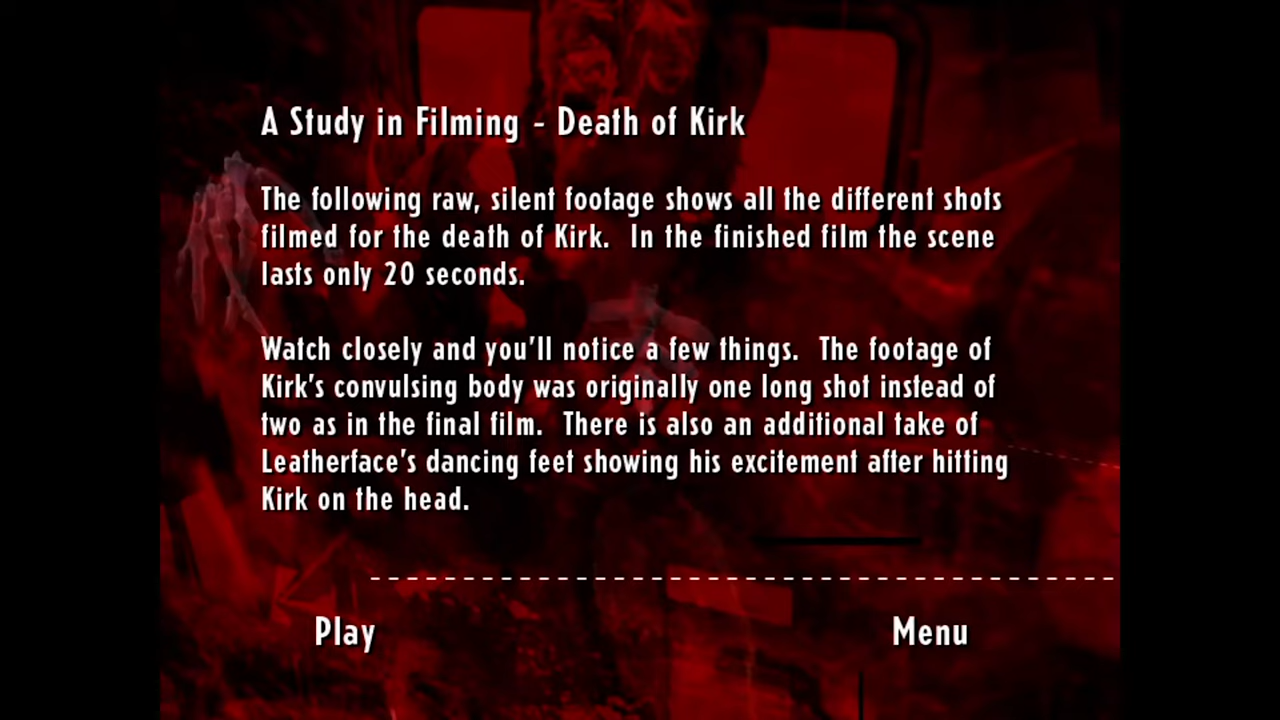 A Study in Filming - Death of Kirk
The following raw, silent footage shows all the different shots
filmed for the death of Kirk.  In the finished film the scene
lasts only 20 seconds.
Watch closely and you'll notice a few things.  The footage of
Kirk's convulsing body was originally one long shot instead of
two as in the final film.  There is also an additional take of
Leatherface's dancing feet showing his excitement after hitting
Kirk on the head.
Play
Menu